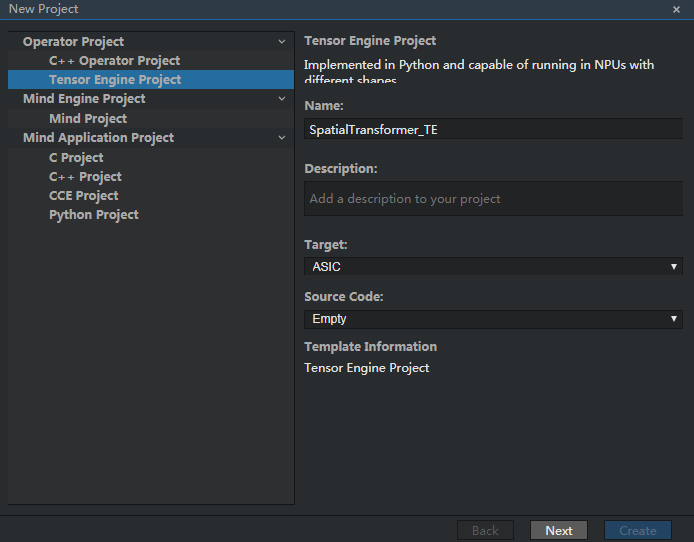 New Project
×
Operator Project
C++ Operator Project
Tensor Engine Project
Mind Engine Project
Mind Project
Mind Application Project
C Project
C++ Project
CCE Project
Python Project
Tensor Engine Project
Implemented in Python and capable of running in NPUs with
different shapes
Name:
SpatialTransformer_TE
Description:
Add a description to your project
Target:
ASIC
Source Code:
Empty
Template Information
Tensor Engine Project
Back
Next
Create